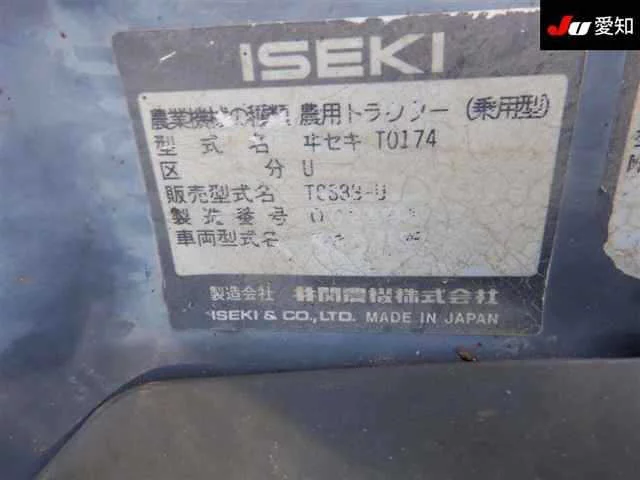 Ju 愛知
ISEKI
農業機械の種類 農用トラクター (乗用型)
型式名 ヰセキ T0174
区分 U
販売型式名
製造番号
車両型式名
製造会社 井関農機株式会社
ISEKI & CO.,LTD. MADE IN JAPAN